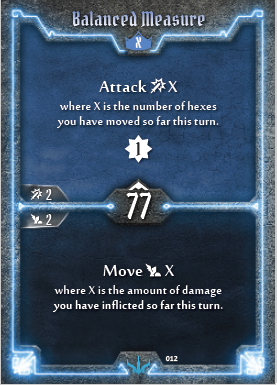 Balanced Measure
X
Attack X
where X is the number of hexes
you have moved so far this turn.
1
2
77
2
Move X
where X is the amount of damage
you have inflicted so far this turn.
012